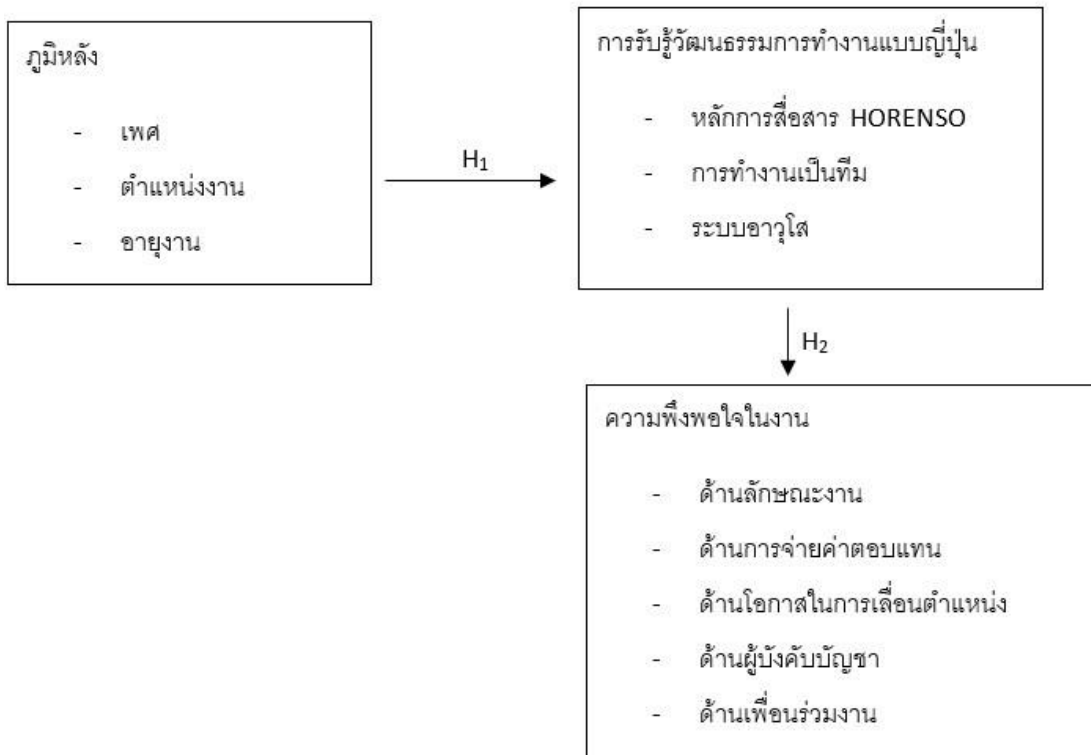 ภูมิหลัง
- เพศ
- ตำแหน่งงาน
- อายุงาน
H₁
การรับรู้วัฒนธรรมการทำงานแบบญี่ปุ่น
- หลักการสื่อสาร HORENSO
- การทำงานเป็นทีม
- ระบบอาวุโส
H₂
ความพึงพอใจในงาน
- ด้านลักษณะงาน
- ด้านการจ่ายค่าตอบแทน
- ด้านโอกาสในการเลื่อนตำแหน่ง
- ด้านผู้บังคับบัญชา
- ด้านเพื่อนร่วมงาน